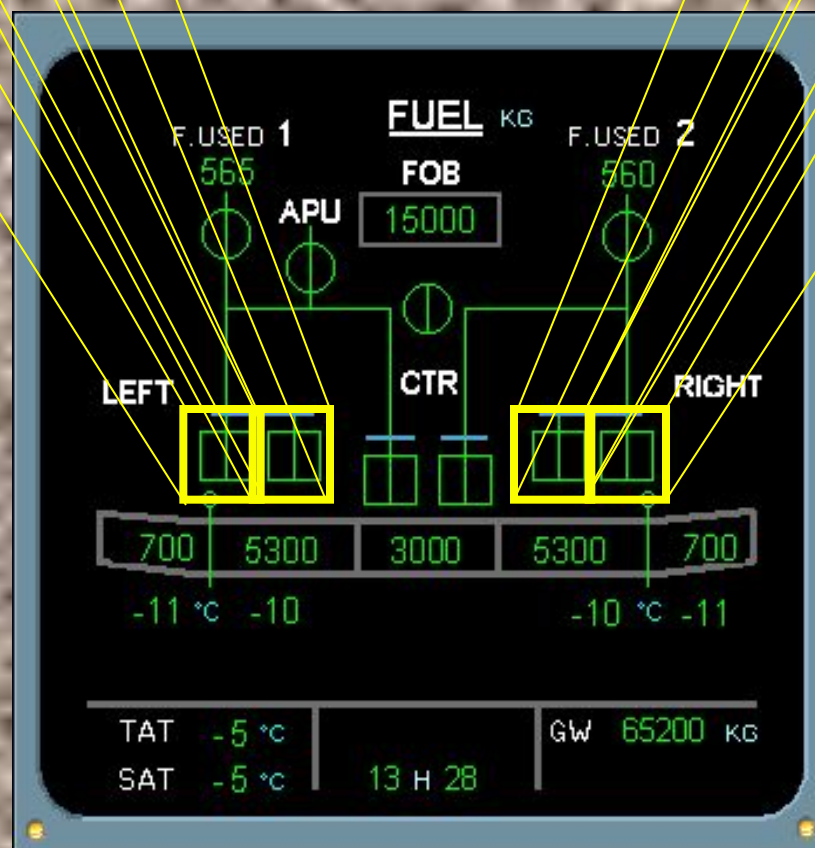 FUEL KG
F.USED 1 F.USED 2
565 FOB 560
APU 15000
LEFT CTR RIGHT
700 5300 3000 5300 700
-11 °C -10 -10 °C -11
TAT -5 °C GW 65200 KG
SAT -5 °C 13 H 28